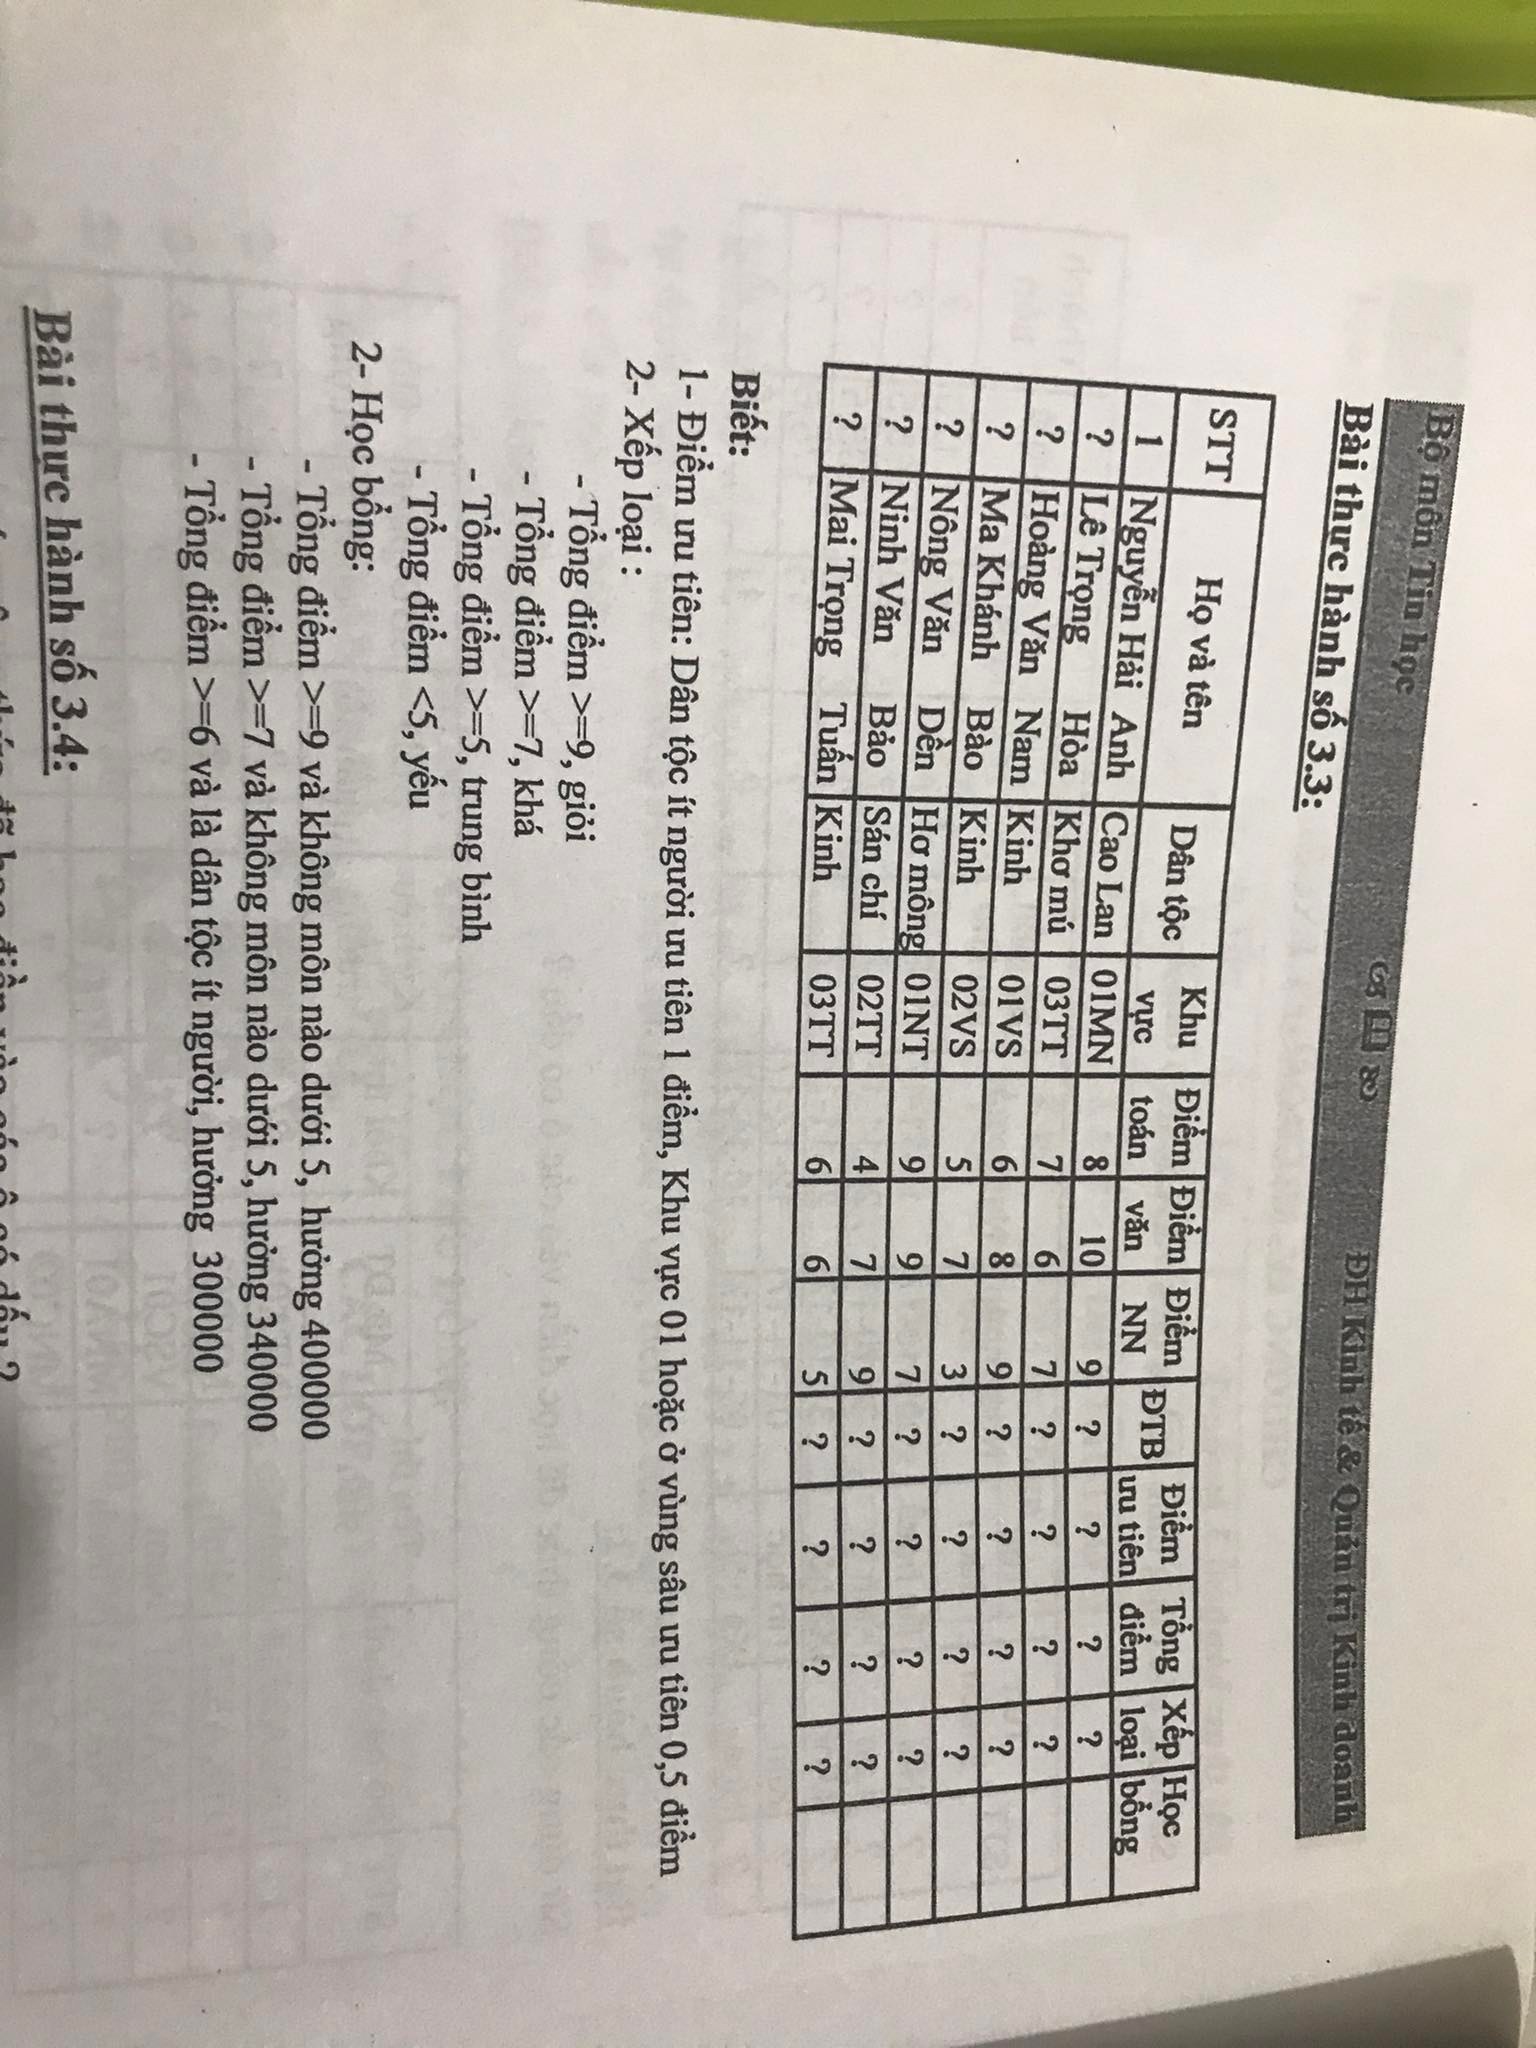 Bộ môn Tin học ĐH Kinh tế & Quản trị Kinh doanh
Bài thực hành số 3.3:
STT Họ và tên Dân tộc Khu vực Điểm toán Điểm văn Điểm NN ĐTB Điểm ưu tiên Tổng điểm Xếp loại Học bổng
1 Nguyễn Hải Anh Cao Lan 01MN 8 10 9 ? ? ? ?
? Lê Trọng Hòa Khơ mú 03TT 7 6 7 ? ? ? ?
? Hoàng Văn Nam Kinh 01VS 6 8 9 ? ? ? ?
? Ma Khánh Bào Kinh 02VS 5 7 3 ? ? ? ?
? Nông Văn Dền Hơ mông 01NT 9 9 7 ? ? ? ?
? Ninh Văn Bảo Sán chí 02TT 4 7 9 ? ? ? ?
? Mai Trọng Tuấn Kinh 03TT 6 6 5 ? ? ? ?
Biết:
1- Điểm ưu tiên: Dân tộc ít người ưu tiên 1 điểm, Khu vực 01 hoặc ở vùng sâu ưu tiên 0,5 điểm
2- Xếp loại :
- Tổng điểm >=9, giỏi
- Tổng điểm >=7, khá
- Tổng điểm >=5, trung bình
- Tổng điểm <5, yếu
2- Học bổng:
- Tổng điểm >=9 và không môn nào dưới 5, hưởng 400000
- Tổng điểm >=7 và không môn nào dưới 5, hưởng 340000
- Tổng điểm >=6 và là dân tộc ít người, hưởng 300000
Bài thực hành số 3.4:
thức đã học điền vào các ô có dấu ?